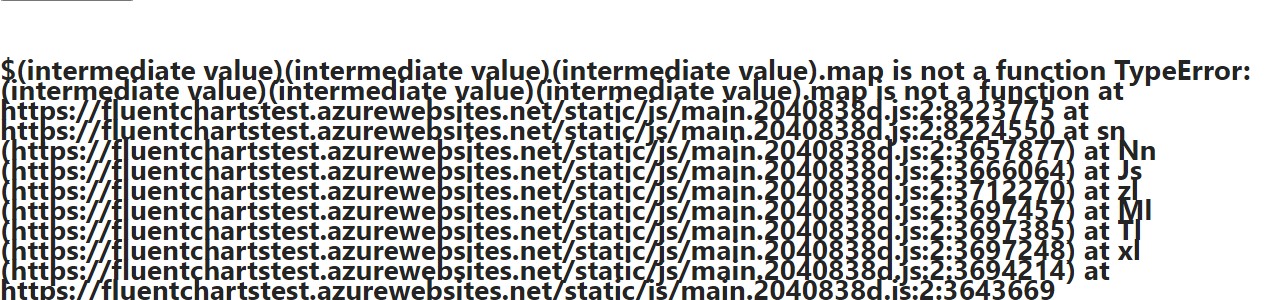 $(intermediate value)(intermediate value)(intermediate value).map is not a function TypeError:
(intermediate value)(intermediate value)(intermediate value).map is not a function at
https://fluentchartstest.azurewebsites.net/static/js/main.2040838d.js:2:8223775 at
https://fluentchartstest.azurewebsites.net/static/js/main.2040838d.js:2:8224550 at sn
(https://fluentchartstest.azurewebsites.net/static/js/main.2040838d.js:2:3657877) at Nn
(https://fluentchartstest.azurewebsites.net/static/js/main.2040838d.js:2:3666064) at Js
(https://fluentchartstest.azurewebsites.net/static/js/main.2040838d.js:2:3712270) at zl
(https://fluentchartstest.azurewebsites.net/static/js/main.2040838d.js:2:3697457) at Ml
(https://fluentchartstest.azurewebsites.net/static/js/main.2040838d.js:2:3697385) at Tl
(https://fluentchartstest.azurewebsites.net/static/js/main.2040838d.js:2:3697248) at xl
(https://fluentchartstest.azurewebsites.net/static/js/main.2040838d.js:2:3694214) at
https://fluentchartstest.azurewebsites.net/static/js/main.2040838d.js:2:3643669